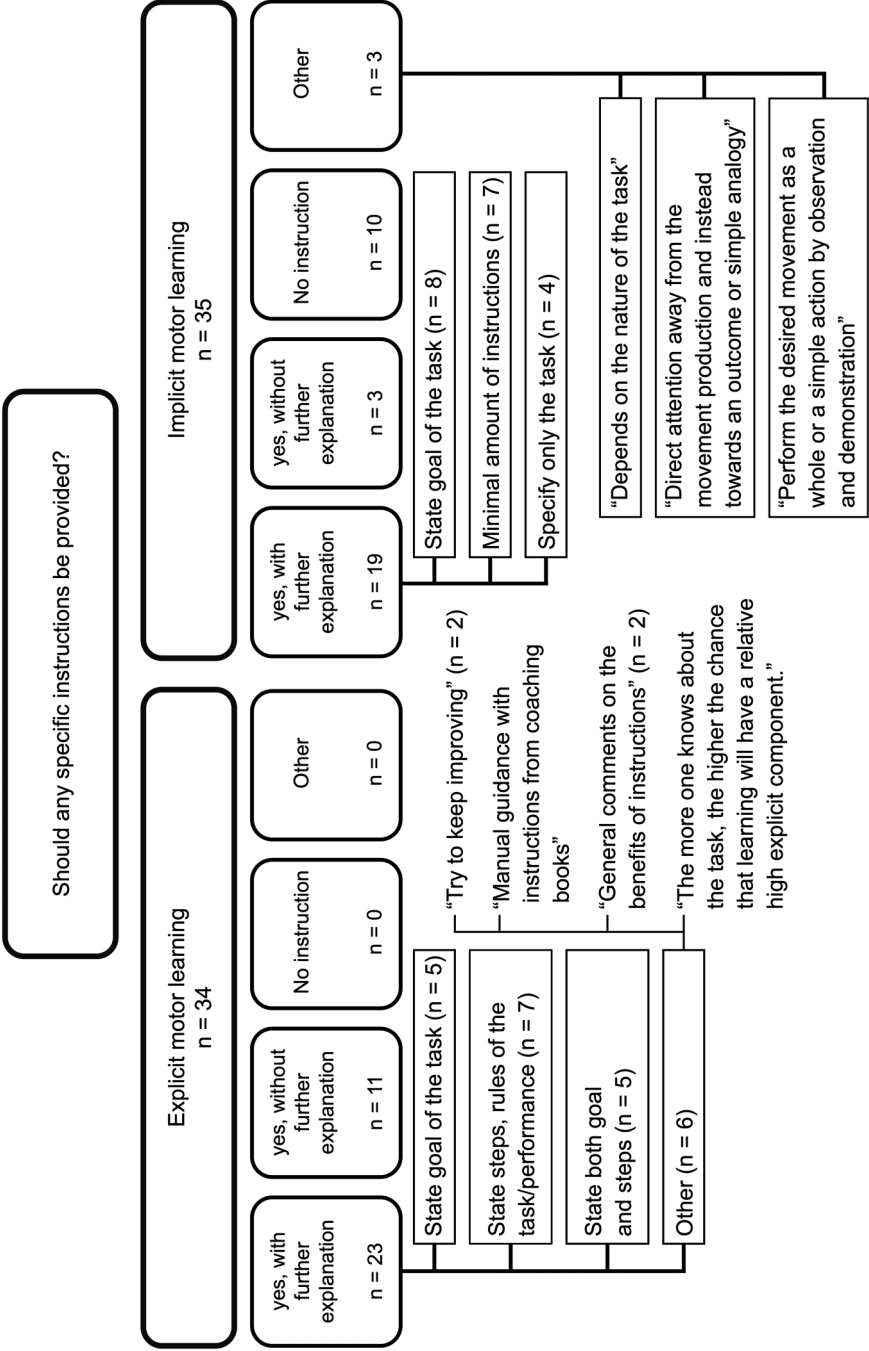 Should any specific instructions be provided?
Explicit motor learning
n = 34
yes, with
further
explanation
n = 23
yes, without
further
explanation
n = 11
No instruction
n = 0
Other
n = 0
State goal of the task (n = 5)
State steps, rules of the
task/performance (n = 7)
State both goal
and steps (n = 5)
Other (n = 6)
“Try to keep improving” (n = 2)
“Manual guidance with
instructions from coaching
books”
“General comments on the
benefits of instructions” (n = 2)
“The more one knows about
the task, the higher the chance
that learning will have a relative
high explicit component.”
Implicit motor learning
n = 35
yes, with
further
explanation
n = 19
yes, without
further
explanation
n = 3
No instruction
n = 10
Other
n = 3
State goal of the task (n = 8)
Minimal amount of instructions (n = 7)
Specify only the task (n = 4)
“Depends on the nature of the task”
“Direct attention away from the
movement production and instead
towards an outcome or simple analogy”
“Perform the desired movement as a
whole or a simple action by observation
and demonstration”